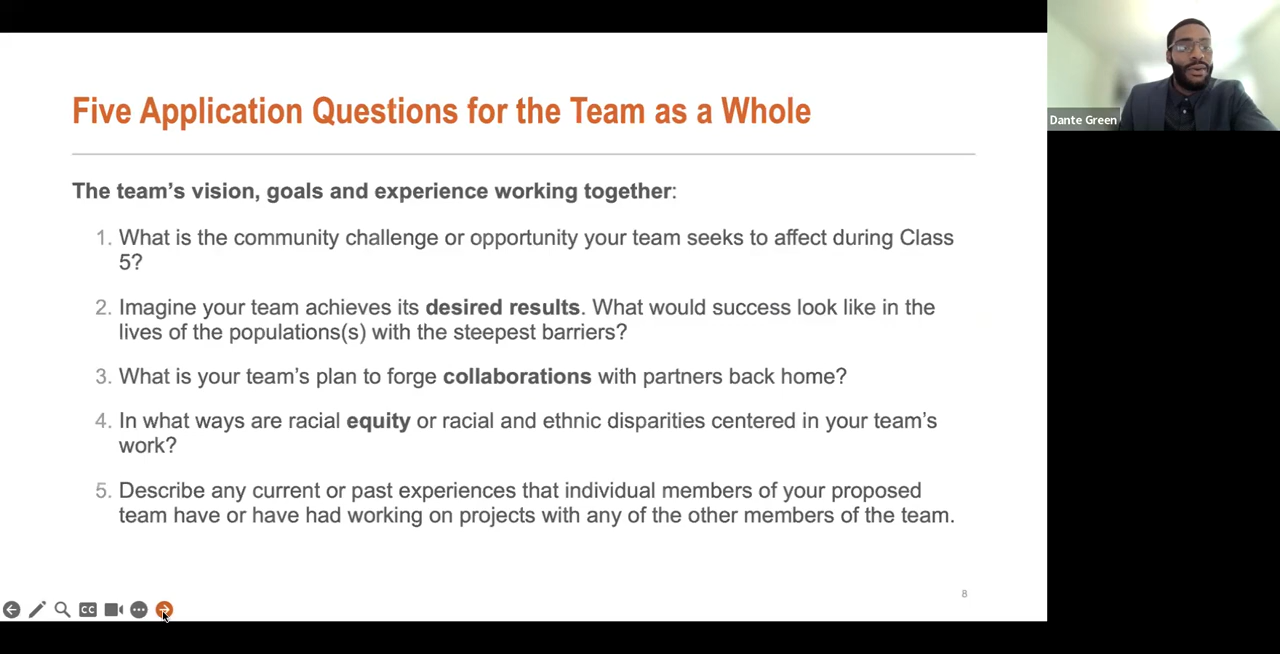 Five Application Questions for the Team as a Whole
Dante Green
The team’s vision, goals and experience working together:
1. What is the community challenge or opportunity your team seeks to affect during Class
5?
2. Imagine your team achieves its desired results. What would success look like in the
lives of the populations(s) with the steepest barriers?
3. What is your team’s plan to forge collaborations with partners back home?
4. In what ways are racial equity or racial and ethnic disparities centered in your team’s
work?
5. Describe any current or past experiences that individual members of your proposed
team have or have had working on projects with any of the other members of the team.
8
CC